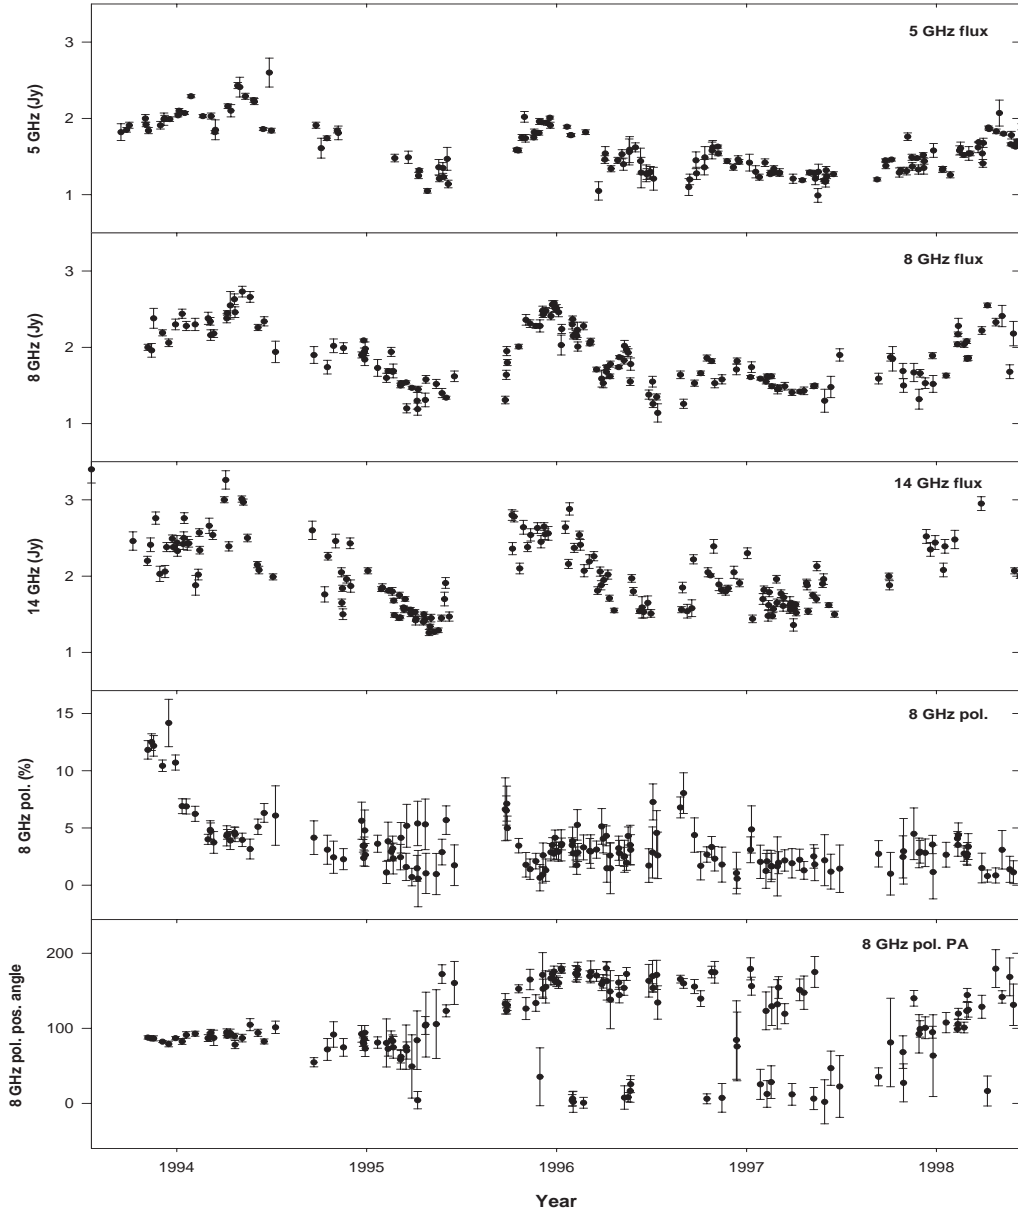 5 GHz flux
3
2
1
5 GHz (Jy)
8 GHz flux
3
2
1
8 GHz (Jy)
14 GHz flux
3
2
1
14 GHz (Jy)
8 GHz pol.
15
10
5
0
8 GHz pol. (%)
8 GHz pol. PA
200
100
0
8 GHz pol. pos. angle
1994
1995
1996
1997
1998
Year